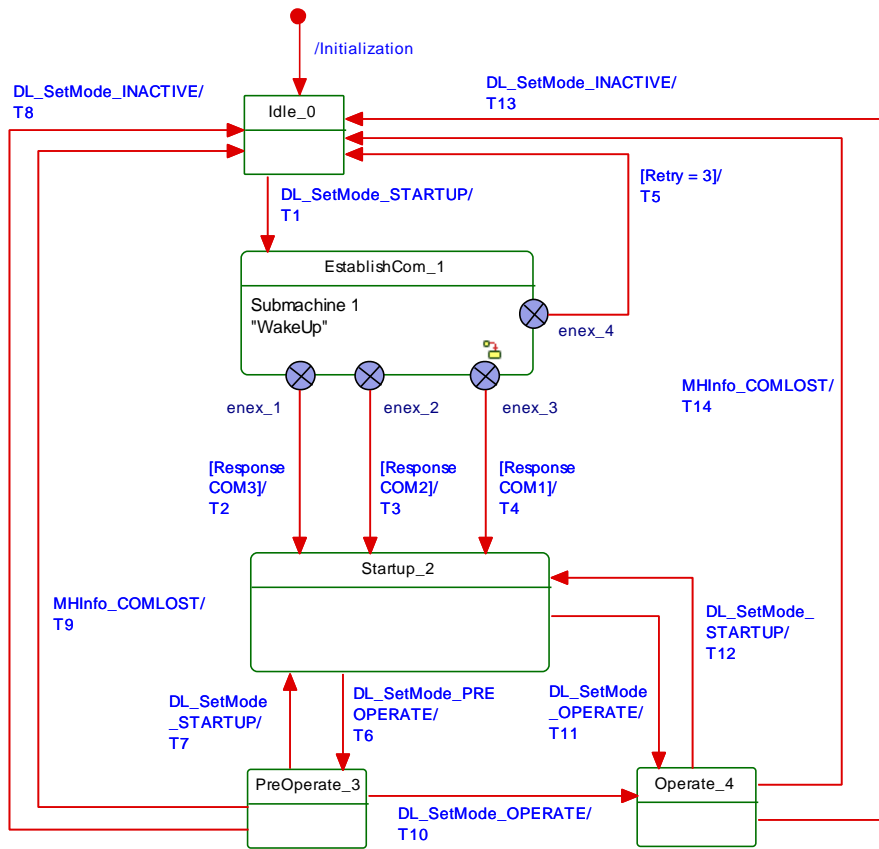 /Initialization
DL_SetMode_INACTIVE/
T8
DL_SetMode_INACTIVE/
T13
Idle_0
[Retry = 3]/
T5
DL_SetMode_STARTUP/
T1
EstablishCom_1
Submachine 1
"WakeUp"
enex_4
enex_1
enex_2
enex_3
MHInfo_COMLOST/
T14
[Response
COM3]/
T2
[Response
COM2]/
T3
[Response
COM1]/
T4
Startup_2
MHInfo_COMLOST/
T9
DL_SetMode_
STARTUP/
T12
DL_SetMode
_STARTUP/
T7
DL_SetMode_PRE
OPERATE/
T6
DL_SetMode
_OPERATE/
T11
PreOperate_3
Operate_4
DL_SetMode_OPERATE/
T10